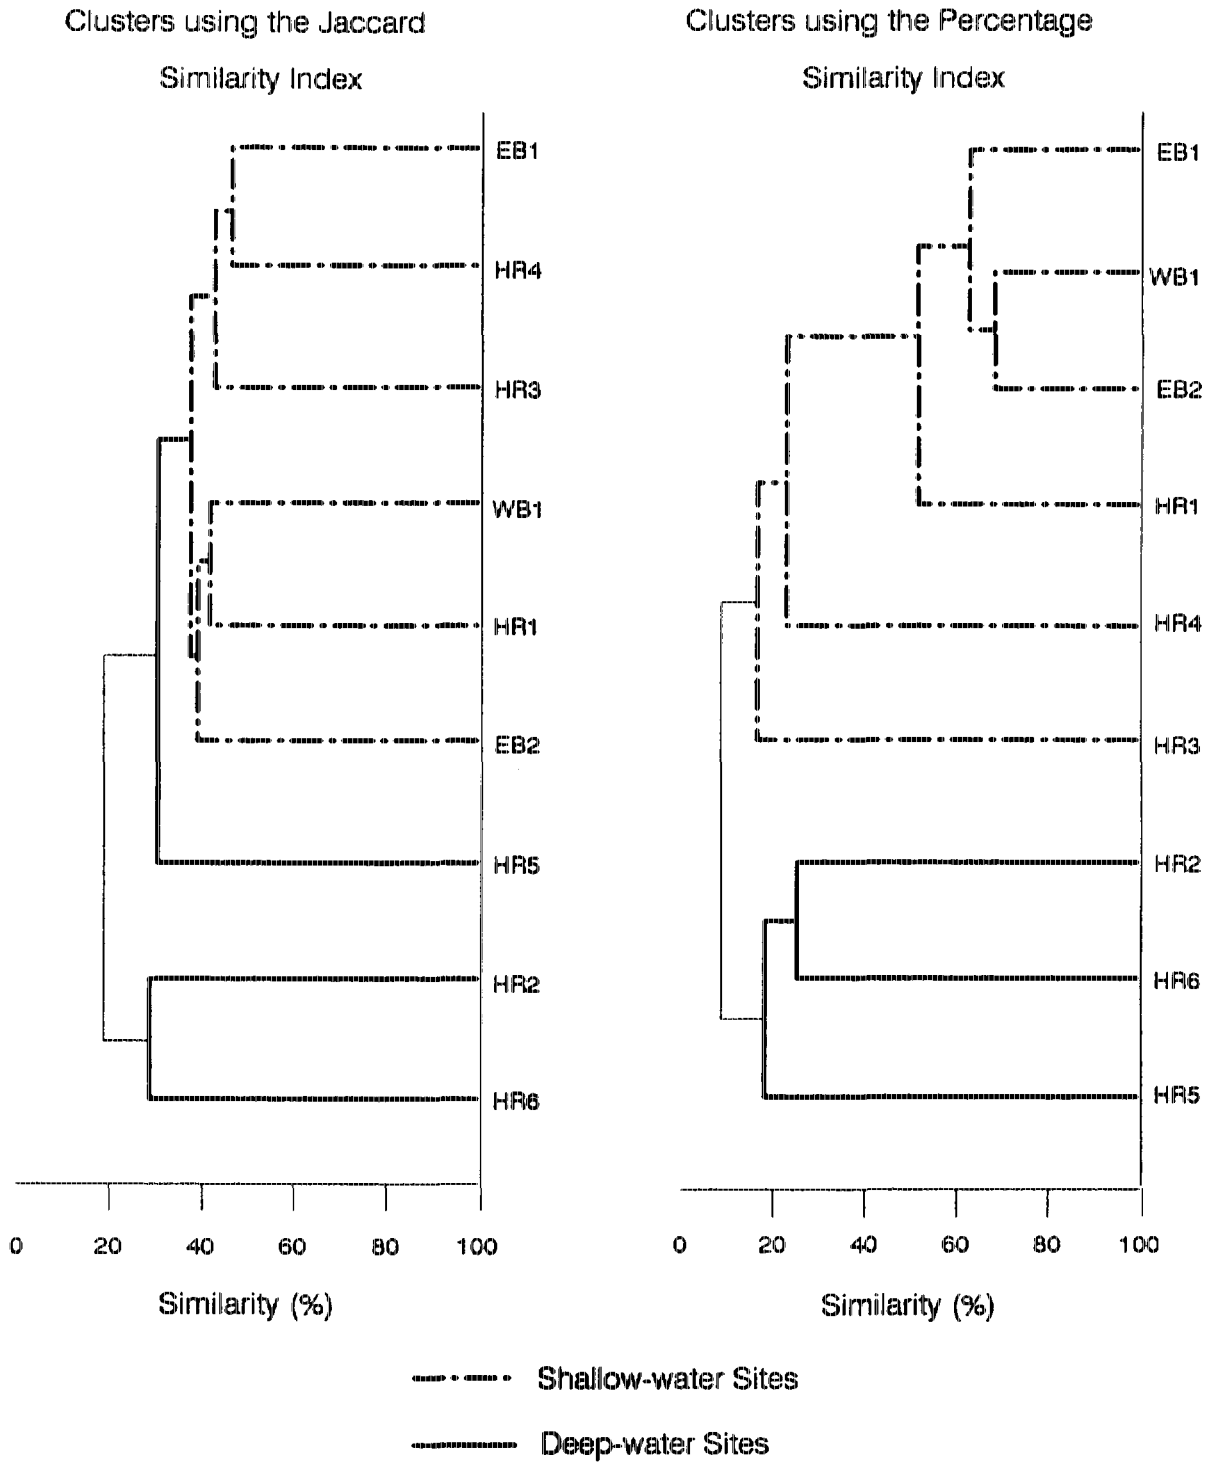 Clusters using the Jaccard
Similarity Index
EB1
HR4
HR3
WB1
HR1
EB2
HR5
HR2
HR6
0 20 40 60 80 100
Similarity (%)
Clusters using the Percentage
Similarity Index
EB1
WB1
EB2
HR1
HR4
HR3
HR2
HR6
HR5
0 20 40 60 80 100
Similarity (%)
Shallow-water Sites
Deep-water Sites